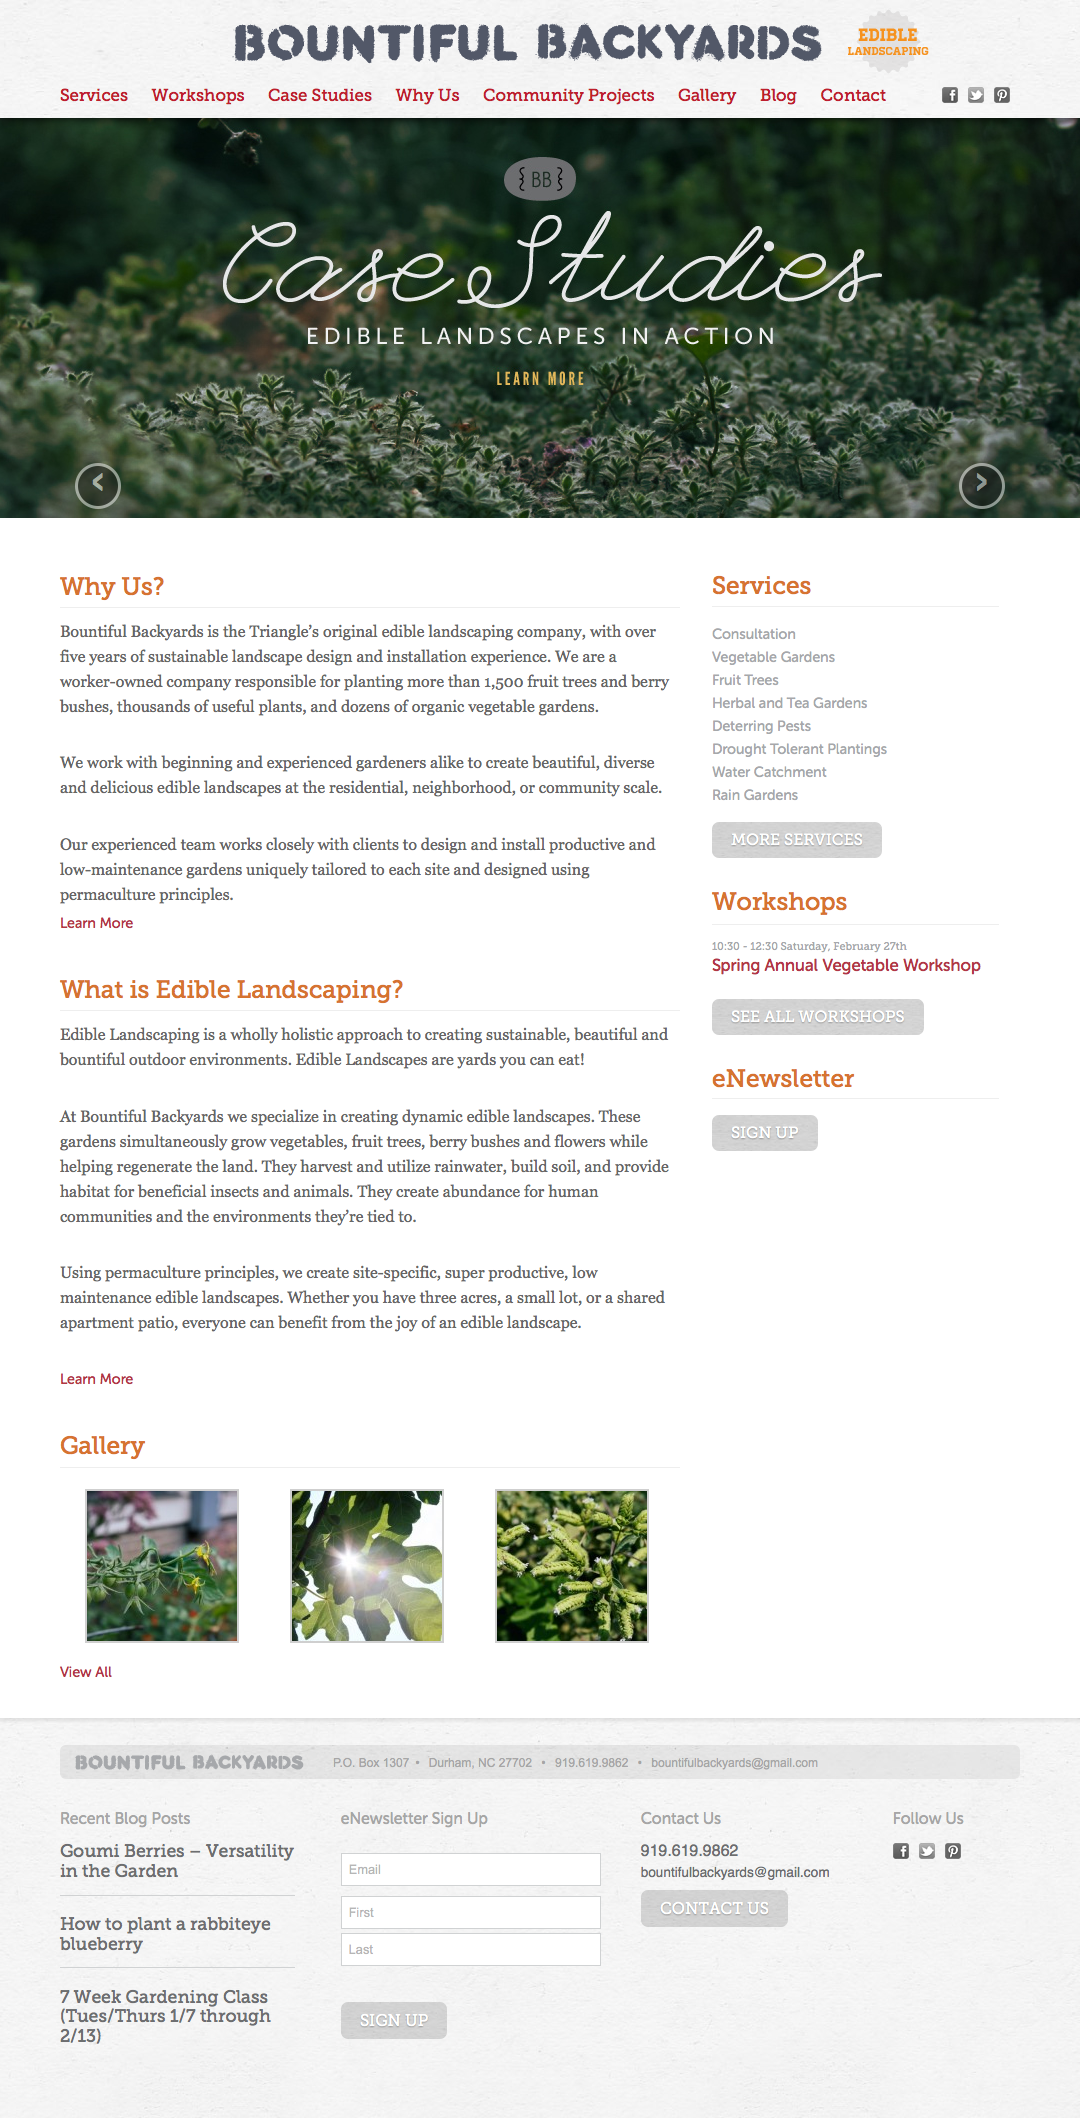 BOUNTIFUL BACKYARDS
EDIBLE
LANDSCAPING
Services Workshops Case Studies Why Us Community Projects Gallery Blog Contact
{ BB }
Case Studies
EDIBLE LANDSCAPES IN ACTION
LEARN MORE
Why Us?
Bountiful Backyards is the Triangle’s original edible landscaping company, with over
five years of sustainable landscape design and installation experience. We are a
worker-owned company responsible for planting more than 1,500 fruit trees and berry
bushes, thousands of useful plants, and dozens of organic vegetable gardens.
We work with beginning and experienced gardeners alike to create beautiful, diverse
and delicious edible landscapes at the residential, neighborhood, or community scale.
Our experienced team works closely with clients to design and install productive and
low-maintenance gardens uniquely tailored to each site and designed using
permaculture principles.
Learn More
What is Edible Landscaping?
Edible Landscaping is a wholly holistic approach to creating sustainable, beautiful and
bountiful outdoor environments. Edible Landscapes are yards you can eat!
At Bountiful Backyards we specialize in creating dynamic edible landscapes. These
gardens simultaneously grow vegetables, fruit trees, berry bushes and flowers while
helping regenerate the land. They harvest and utilize rainwater, build soil, and provide
habitat for beneficial insects and animals. They create abundance for human
communities and the environments they’re tied to.
Using permaculture principles, we create site-specific, super productive, low
maintenance edible landscapes. Whether you have three acres, a small lot, or a shared
apartment patio, everyone can benefit from the joy of an edible landscape.
Learn More
Gallery
View All
Services
Consultation
Vegetable Gardens
Fruit Trees
Herbal and Tea Gardens
Deterring Pests
Drought Tolerant Plantings
Water Catchment
Rain Gardens
MORE SERVICES
Workshops
10:30 - 12:30 Saturday, February 27th
Spring Annual Vegetable Workshop
SEE ALL WORKSHOPS
eNewsletter
SIGN UP
BOUNTIFUL BACKYARDS P.O. Box 1307 • Durham, NC 27702 • 919.619.9862 • bountifulbackyards@gmail.com
Recent Blog Posts
Goumi Berries – Versatility
in the Garden
How to plant a rabbiteye
blueberry
7 Week Gardening Class
(Tues/Thurs 1/7 through
2/13)
eNewsletter Sign Up
Email
First
Last
SIGN UP
Contact Us
919.619.9862
bountifulbackyards@gmail.com
CONTACT US
Follow Us